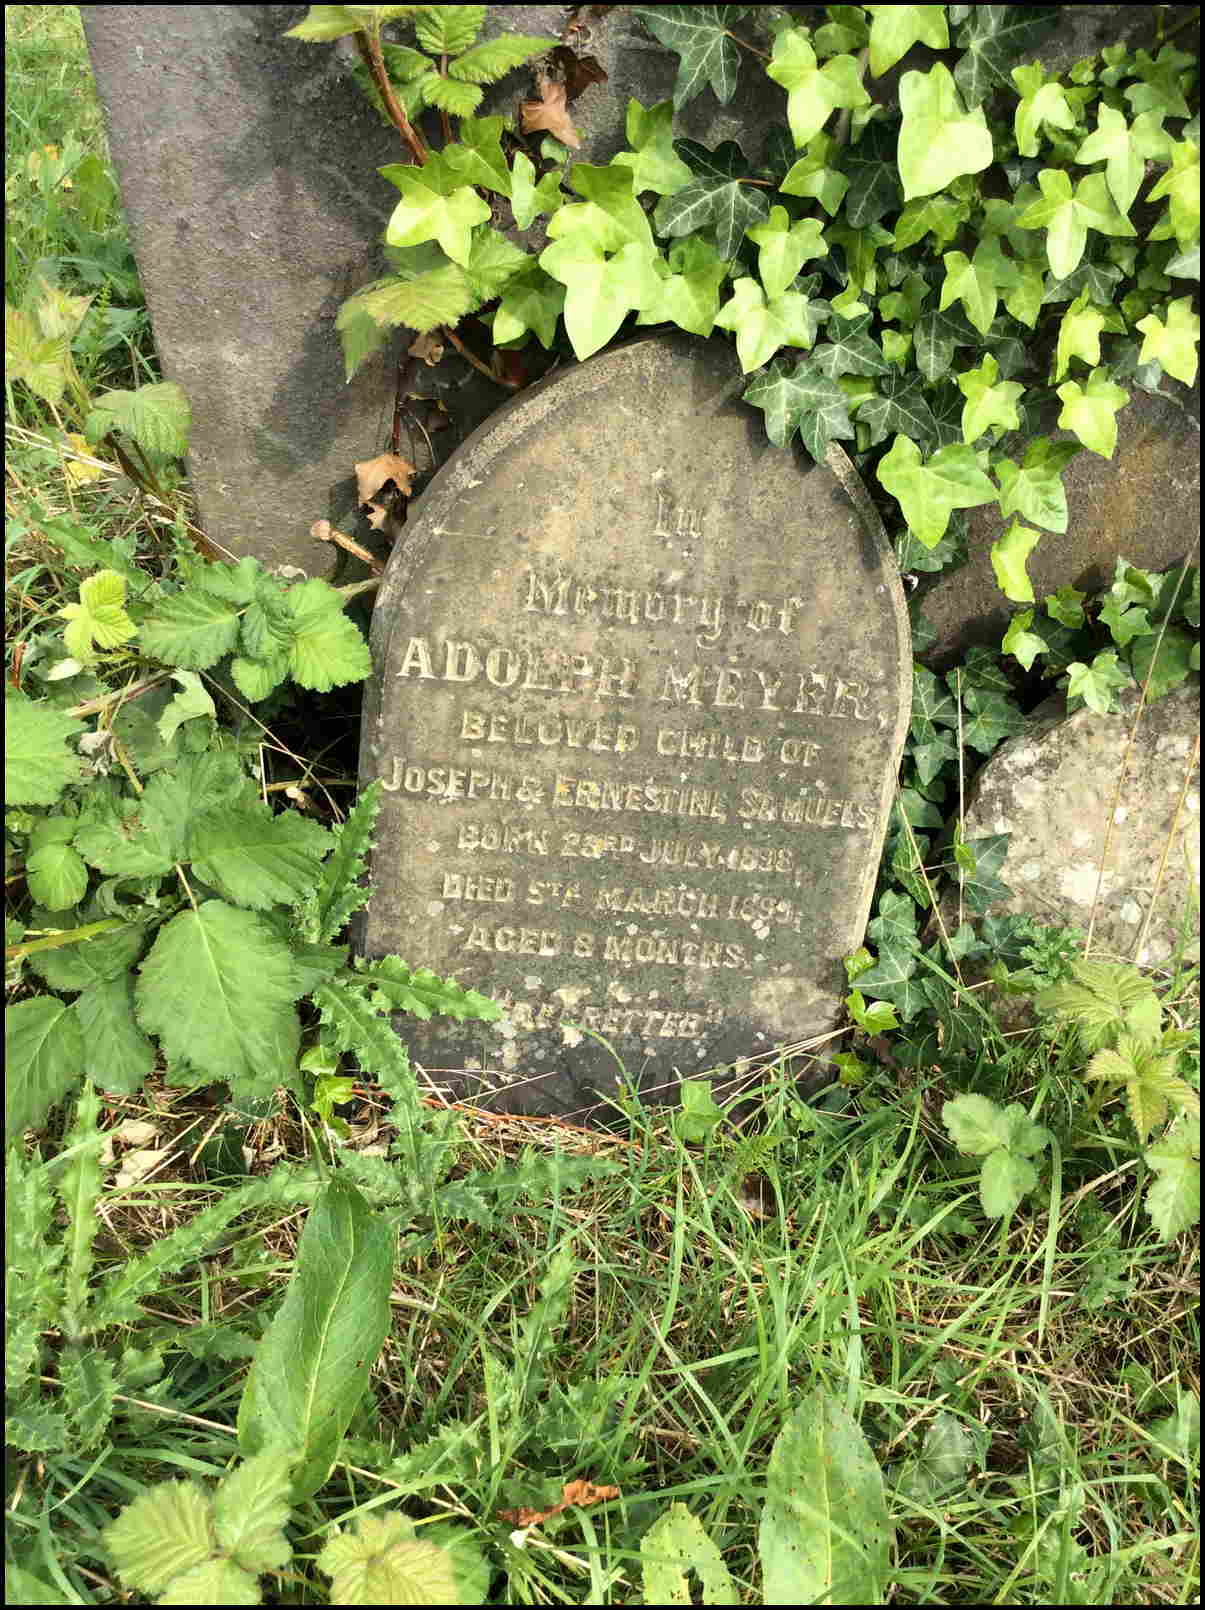 In
Memory of
ADOLPH MEYER,
BELOVED CHILD OF
JOSEPH & ERNESTINE SAMUELS
BORN 23RD JULY. 1898,
DIED 5TH MARCH 1899,
AGED 8 MONTHS.